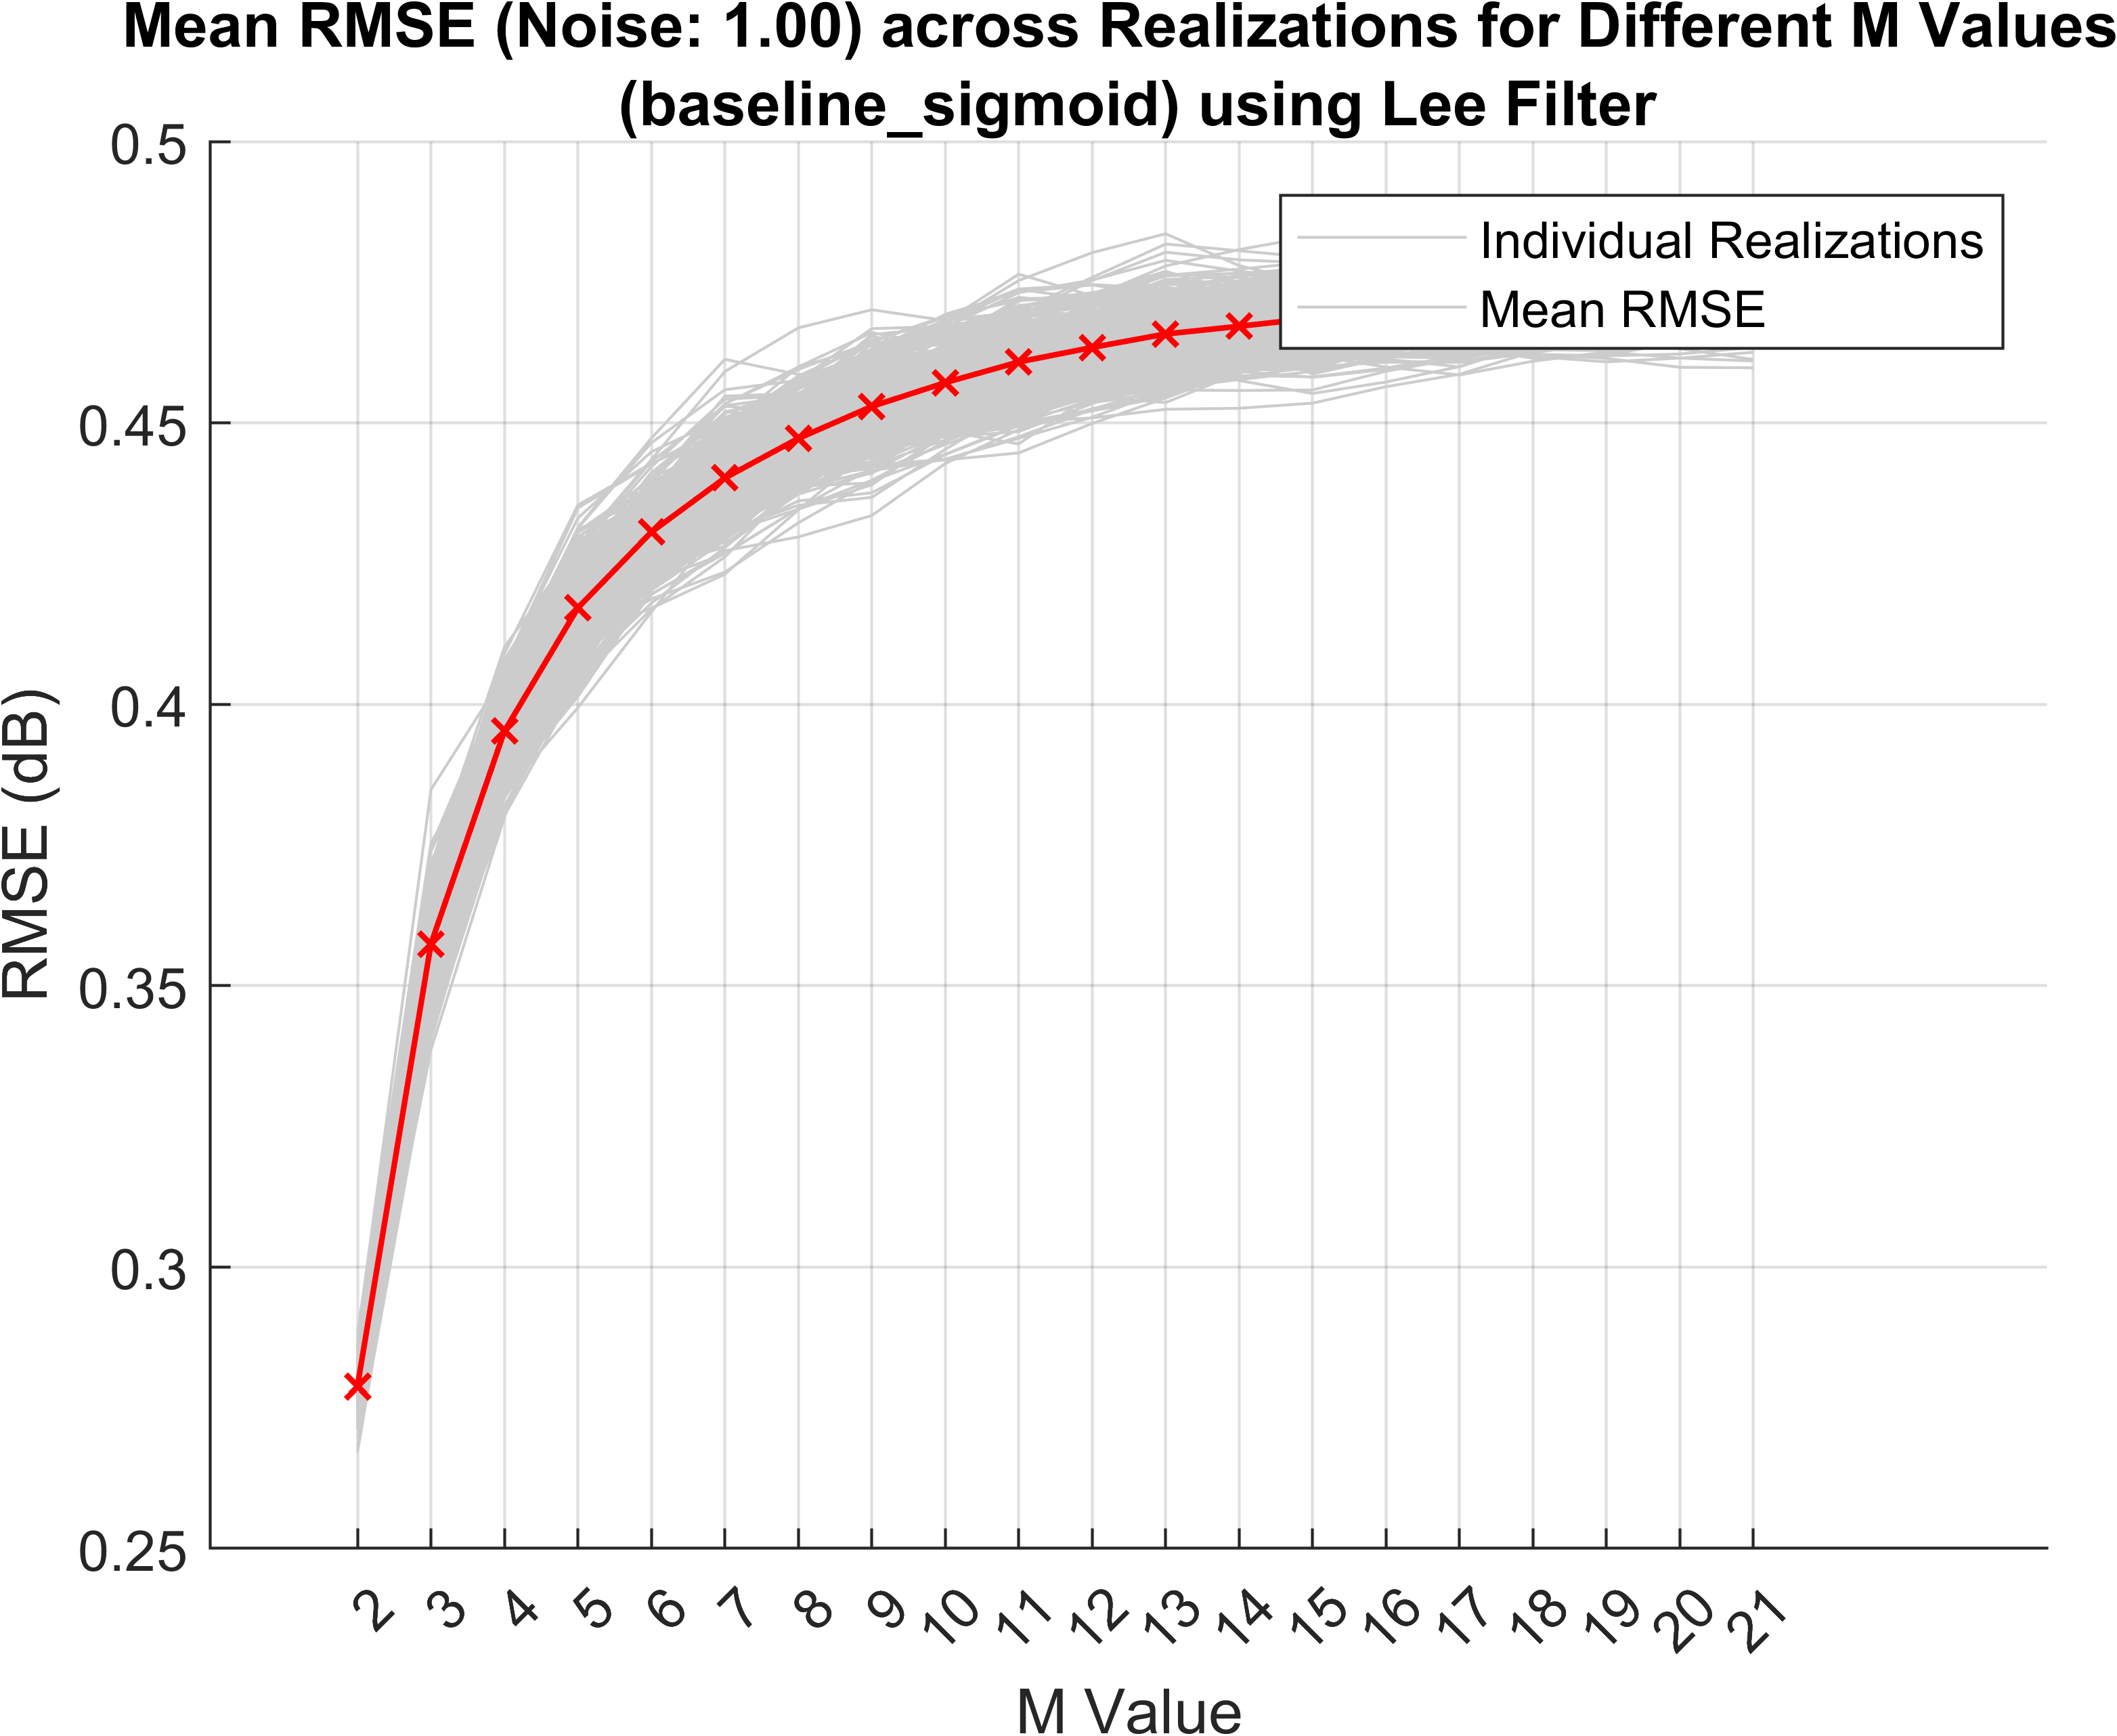 Mean RMSE (Noise: 1.00) across Realizations for Different M Values
(baseline_sigmoid) using Lee Filter
0.5
0.45
0.4
0.35
0.3
0.25
RMSE (dB)
Individual Realizations
Mean RMSE
2 3 4 5 6 7 8 9 10 11 12 13 14 15 16 17 18 19 20 21
M Value